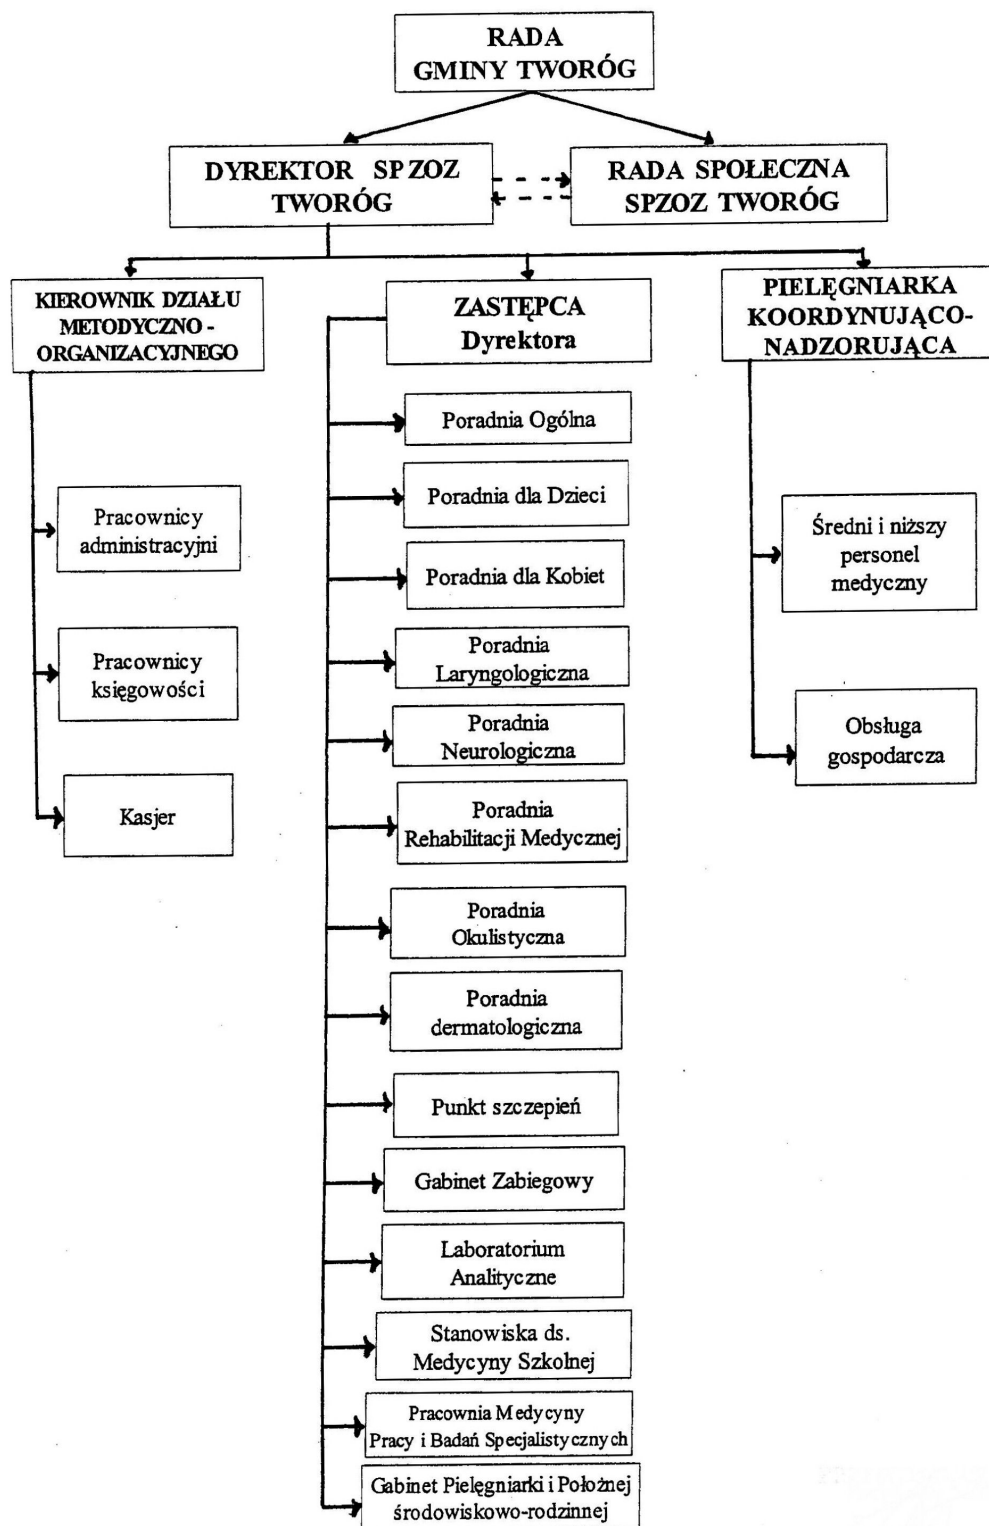 RADA
GMINY TWORÓG
DYREKTOR SPZOZ
TWORÓG
RADA SPOŁECZNA
SPZOZ TWORÓG
KIEROWNIK DZIAŁU
METODYCZNO -
ORGANIZACYJNEGO
ZASTĘPCA
Dyrektora
PIELĘGNIARKA
KOORDYNUJĄCO-
NADZORUJĄCA
Pracownicy
administracyjni
Pracownicy
księgowości
Kasjer
Poradnia Ogólna
Poradnia dla Dzieci
Poradnia dla Kobiet
Poradnia
Laryngologiczna
Poradnia
Neurologiczna
Poradnia
Rehabilitacji Medycznej
Poradnia
Okulistyczna
Poradnia
dermatologiczna
Punkt szczepień
Gabinet Zabiegowy
Laboratorium
Analityczne
Stanowiska ds.
Medycyny Szkolnej
Pracownia Medycyny
Pracy i Badań Specjalistycznych
Gabinet Pielęgniarki i Położnej
środowiskowo-rodzinnej
Średni i niższy
personel
medyczny
Obsługa
gospodarcza